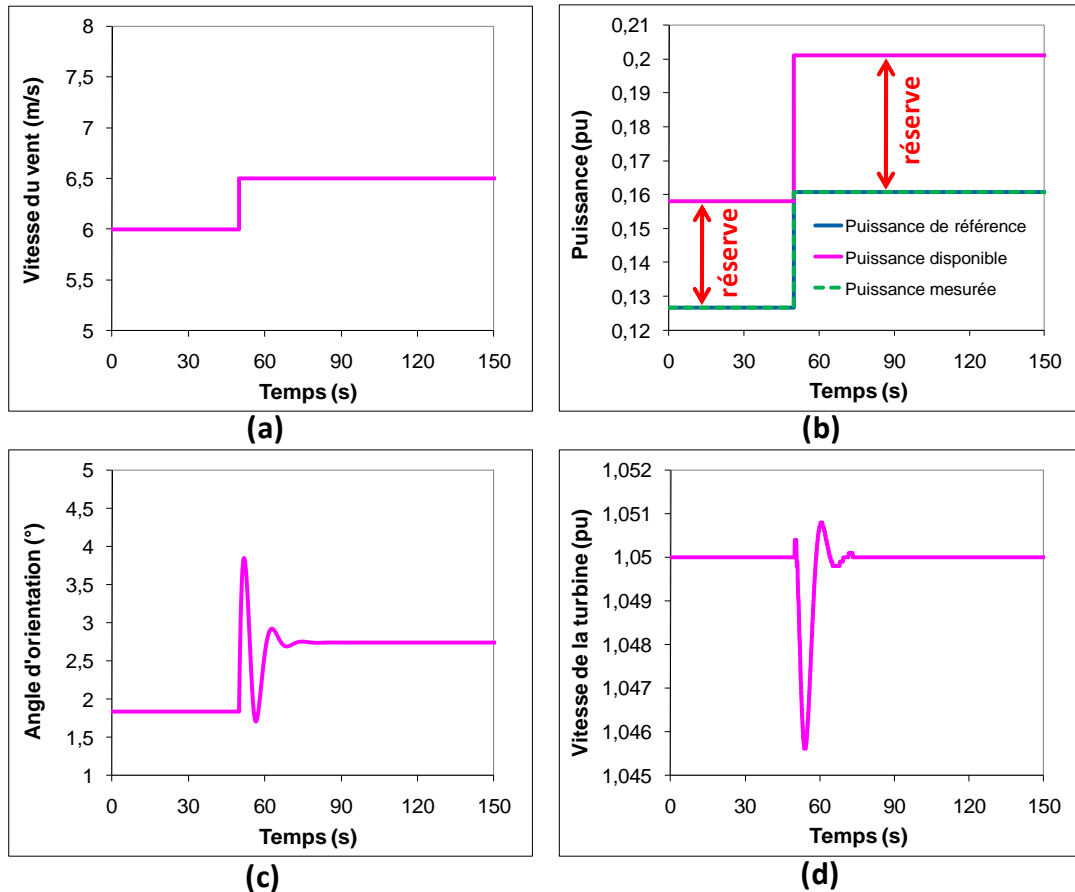 8
7,5
7
6,5
6
5,5
5
0 30 60 90 120 150
Vitesse du vent (m/s)
Temps (s)
(a)
0,21
0,2
0,19
0,18
0,17
0,16
0,15
0,14
0,13
0,12
0 30 60 90 120 150
Puissance (pu)
Temps (s)
réserve
réserve
Puissance de référence
Puissance disponible
Puissance mesurée
(b)
5
4,5
4
3,5
3
2,5
2
1,5
1
0 30 60 90 120 150
Angle d'orientation (°)
Temps (s)
(c)
1,052
1,051
1,05
1,049
1,048
1,047
1,046
1,045
0 30 60 90 120 150
Vitesse de la turbine (pu)
Temps (s)
(d)